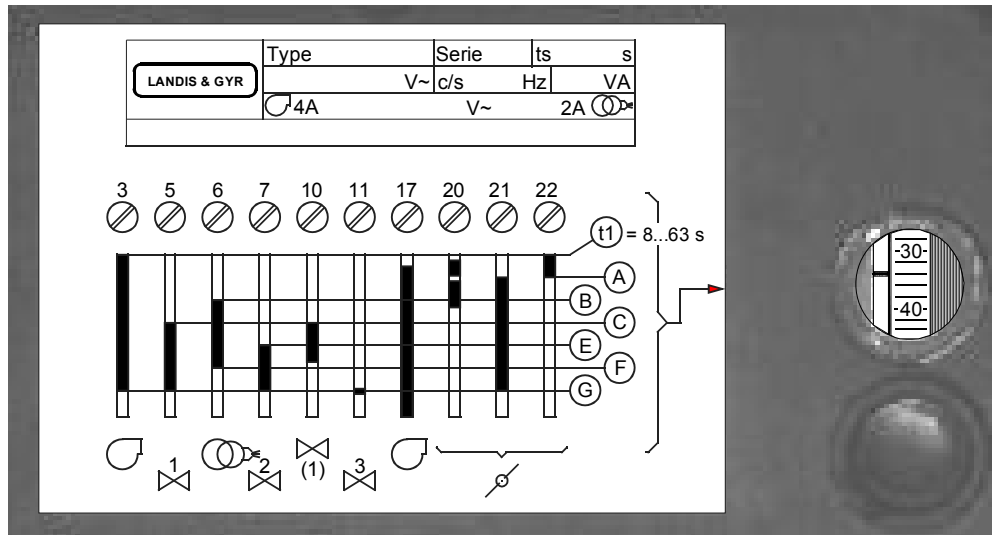 LANDIS & GYR
Type Serie ts s
V~ c/s Hz VA
4A V~ 2A
3 5 6 7 10 11 17 20 21 22
t1 = 8...63 s
A
B
C
E
F
G
1 2 (1) 3
-30-
-40-